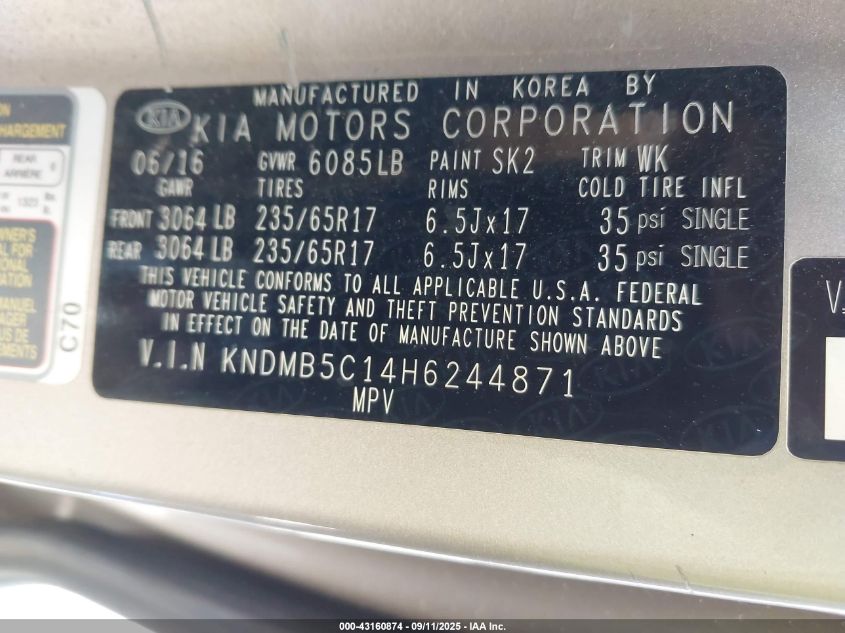 MANUFACTURED IN KOREA BY
KIA KIA MOTORS CORPORATION
06/16 GVWR 6085LB PAINT SK2 TRIM WK
GAWR TIRES RIMS COLD TIRE INFL
FRONT 3064 LB 235/65R17 6.5Jx17 35 psi SINGLE
REAR 3064 LB 235/65R17 6.5Jx17 35 psi SINGLE
THIS VEHICLE CONFORMS TO ALL APPLICABLE U.S.A. FEDERAL
MOTOR VEHICLE SAFETY AND THEFT PREVENTION STANDARDS
IN EFFECT ON THE DATE OF MANUFACTURE SHOWN ABOVE
V.I.N KNDMB5C14H6244871
MPV
REAR
ARRIÈRE
C70
000-43160874 - 09/11/2025 - IAA Inc.